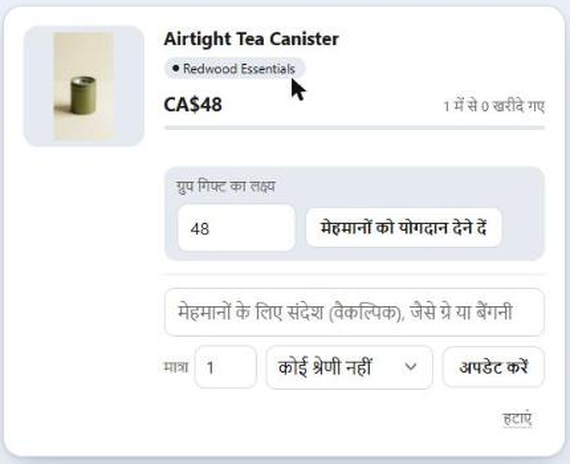 Airtight Tea Canister
Redwood Essentials
CA$48
1 में से 0 खरीदे गए
ग्रुप गिफ्ट का लक्ष्य
48 मेहमानों को योगदान देने दें
मेहमानों के लिए संदेश (वैकल्पिक), जैसे ग्रे या बैंगनी
मात्रा 1 कोई श्रेणी नहीं अपडेट करें
हटाएं